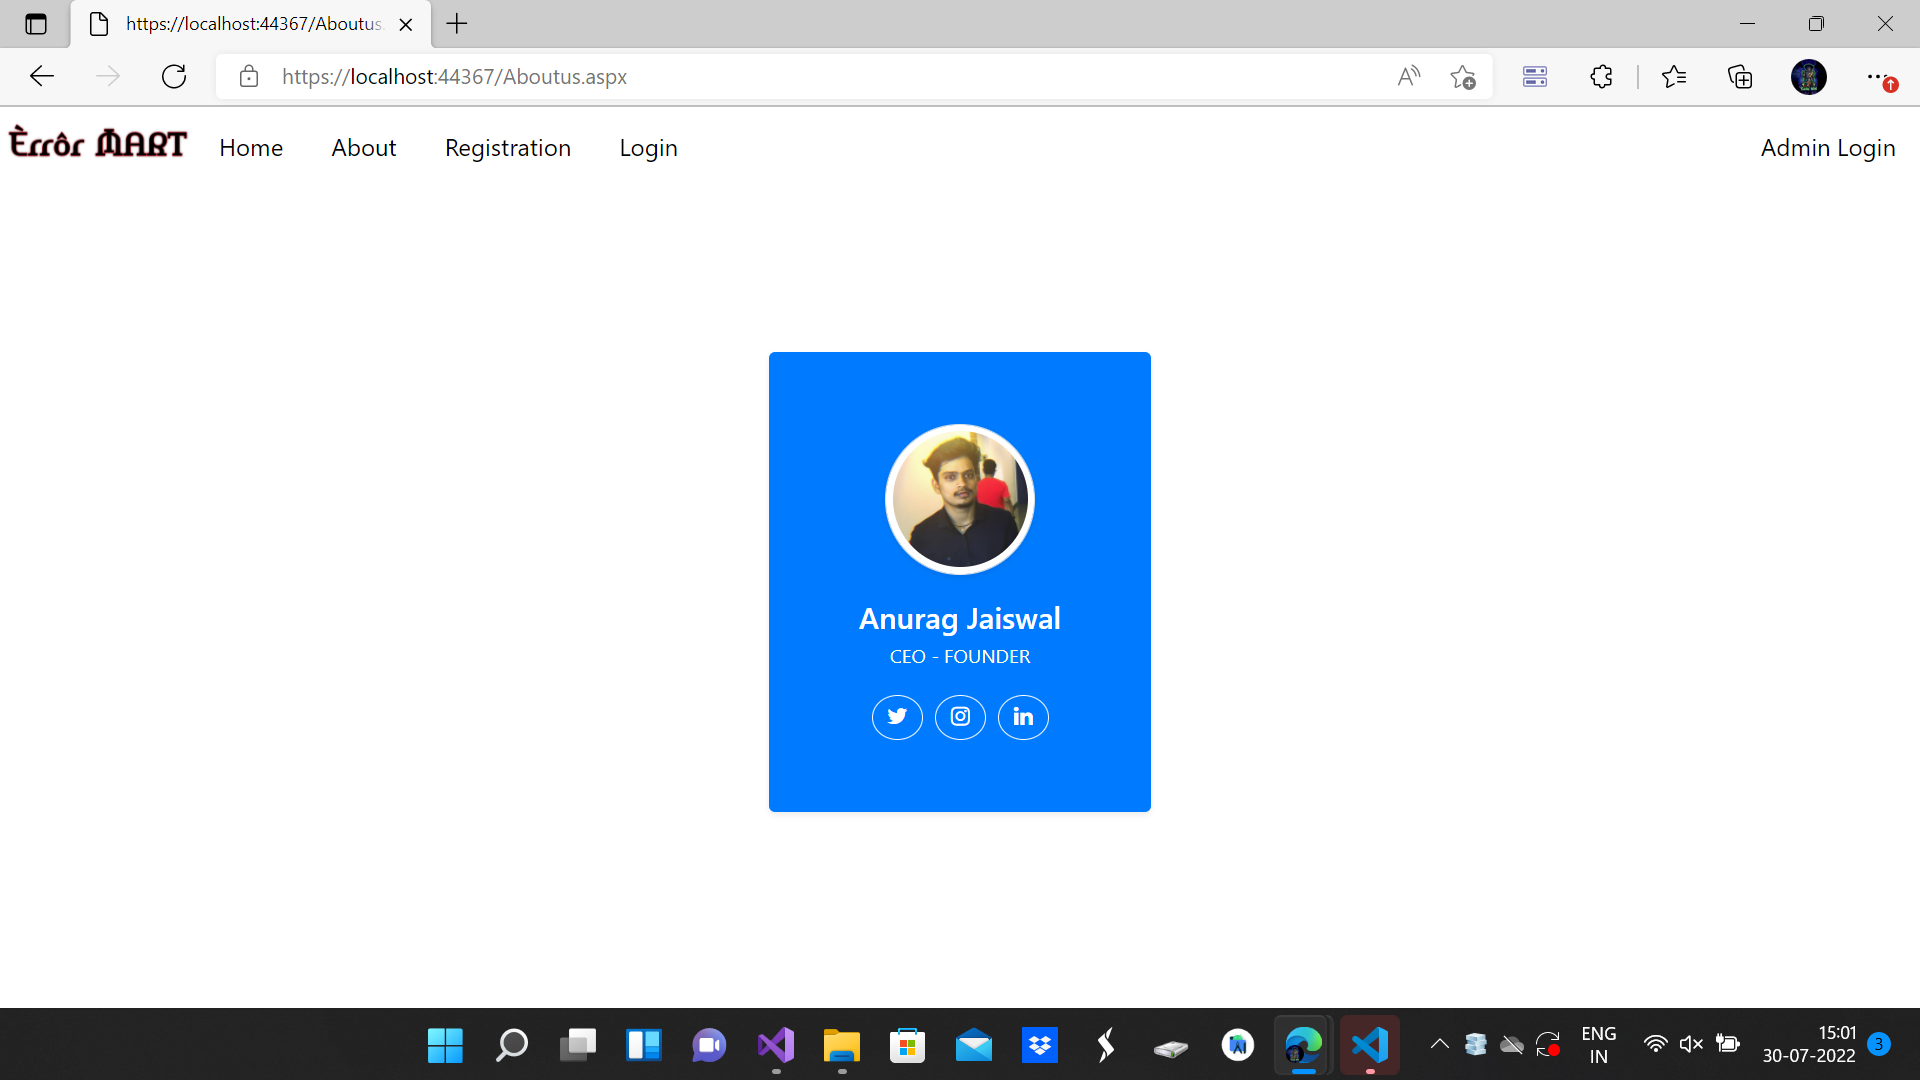 https://localhost:44367/Aboutus.
https://localhost:44367/Aboutus.aspx
Èrrôr MART
Home
About
Registration
Login
Admin Login
Anurag Jaiswal
CEO - FOUNDER
ENG
IN
15:01
30-07-2022
3